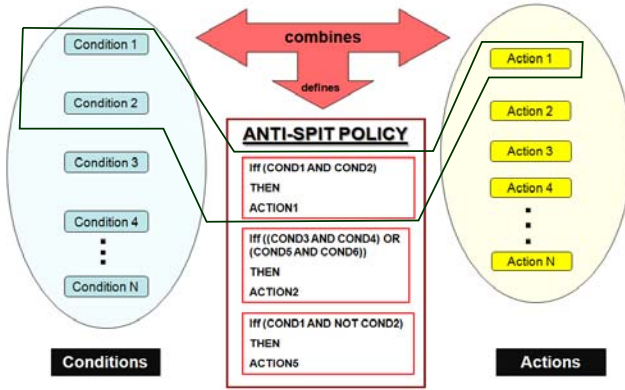 combines
defines
Condition 1
Condition 2
Condition 3
Condition 4
Condition N
Conditions
ANTI-SPIT POLICY
Iff (COND1 AND COND2)
THEN
ACTION1
Iff ((COND3 AND COND4) OR
(COND5 AND COND6))
THEN
ACTION2
Iff (COND1 AND NOT COND2)
THEN
ACTION5
Action 1
Action 2
Action 3
Action 4
Action N
Actions